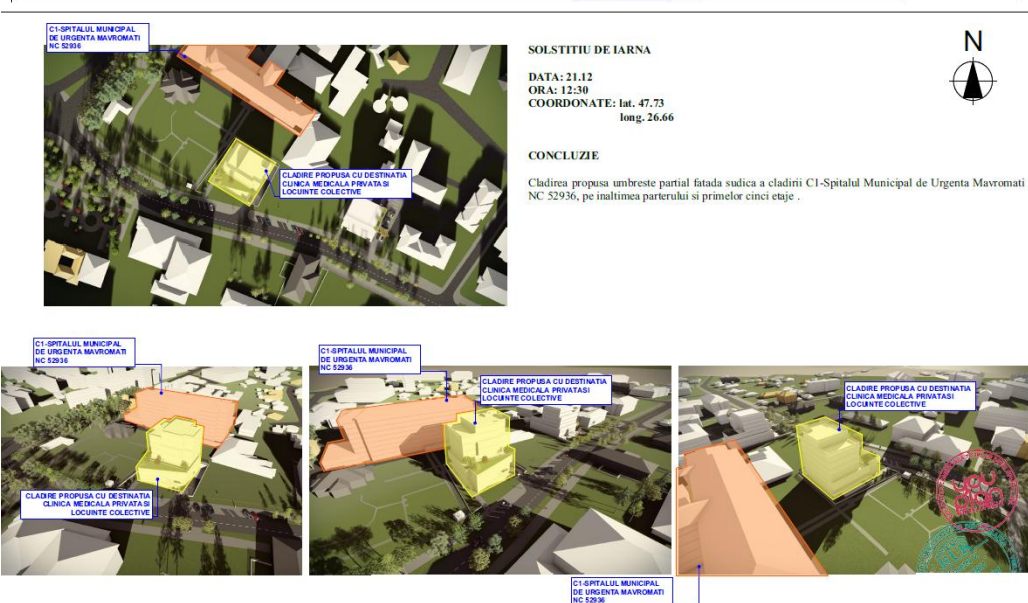 C1-SPITALUL MUNICIPAL
DE URGENTA MAVROMATI
NC 52936
CLADIRE PROPUSA CU DESTINATIA
CLINICA MEDICALA PRIVATASI
LOCUINTE COLECTIVE
SOLSTITIU DE IARNA
DATA: 21.12
ORA: 12:30
COORDONATE: lat. 47.73
long. 26.66
N
CONCLUZIE
Cladirea propusa umbreste partial fatada sudica a cladirii C1-Spitalul Municipal de Urgenta Mavromati
NC 52936, pe inaltimea parterului si primelor cinci etaje .
C1-SPITALUL MUNICIPAL
DE URGENTA MAVROMATI
NC 52936
CLADIRE PROPUSA CU DESTINATIA
CLINICA MEDICALA PRIVATASI
LOCUINTE COLECTIVE
C1-SPITALUL MUNICIPAL
DE URGENTA MAVROMATI
NC 52936
CLADIRE PROPUSA CU DESTINATIA
CLINICA MEDICALA PRIVATASI
LOCUINTE COLECTIVE
CLADIRE PROPUSA CU DESTINATIA
CLINICA MEDICALA PRIVATASI
LOCUINTE COLECTIVE
C1-SPITALUL MUNICIPAL
DE URGENTA MAVROMATI
NC 52936